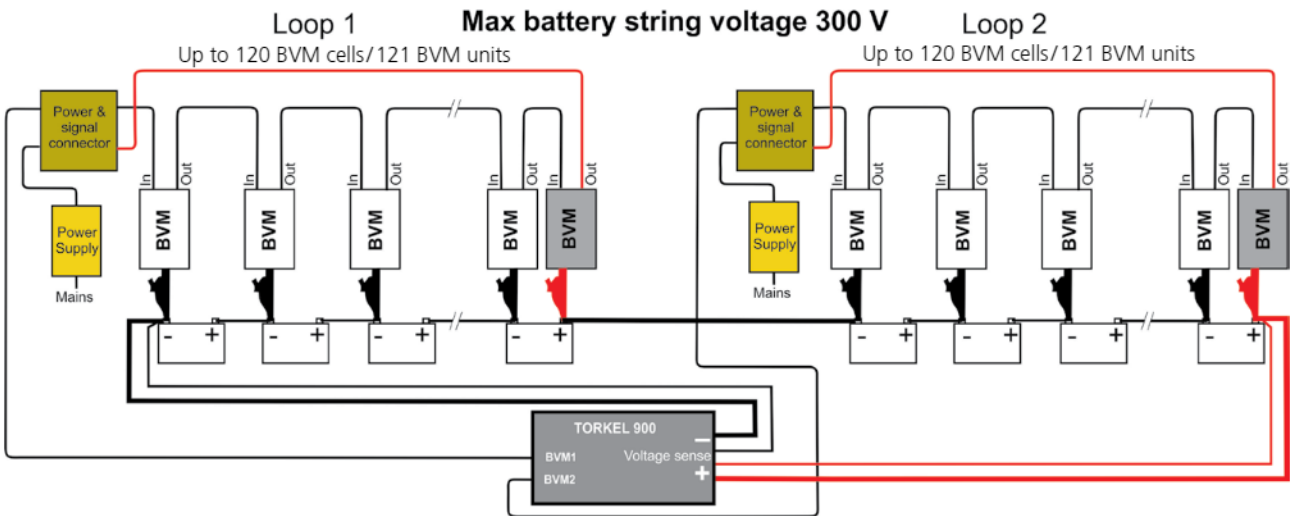 Loop 1
Max battery string voltage 300 V
Loop 2
Up to 120 BVM cells/121 BVM units
Up to 120 BVM cells/121 BVM units
Power &
signal
connector
In
Out
In
Out
In
Out
In
Out
In
Out
BVM
BVM
BVM
BVM
BVM
Power
Supply
Mains
- +
- +
- +
- +
Power &
signal
connector
In
Out
In
Out
In
Out
In
Out
In
Out
BVM
BVM
BVM
BVM
BVM
Power
Supply
Mains
- +
- +
- +
- +
TORKEL 900
−
BVM1
Voltage sense
BVM2
+